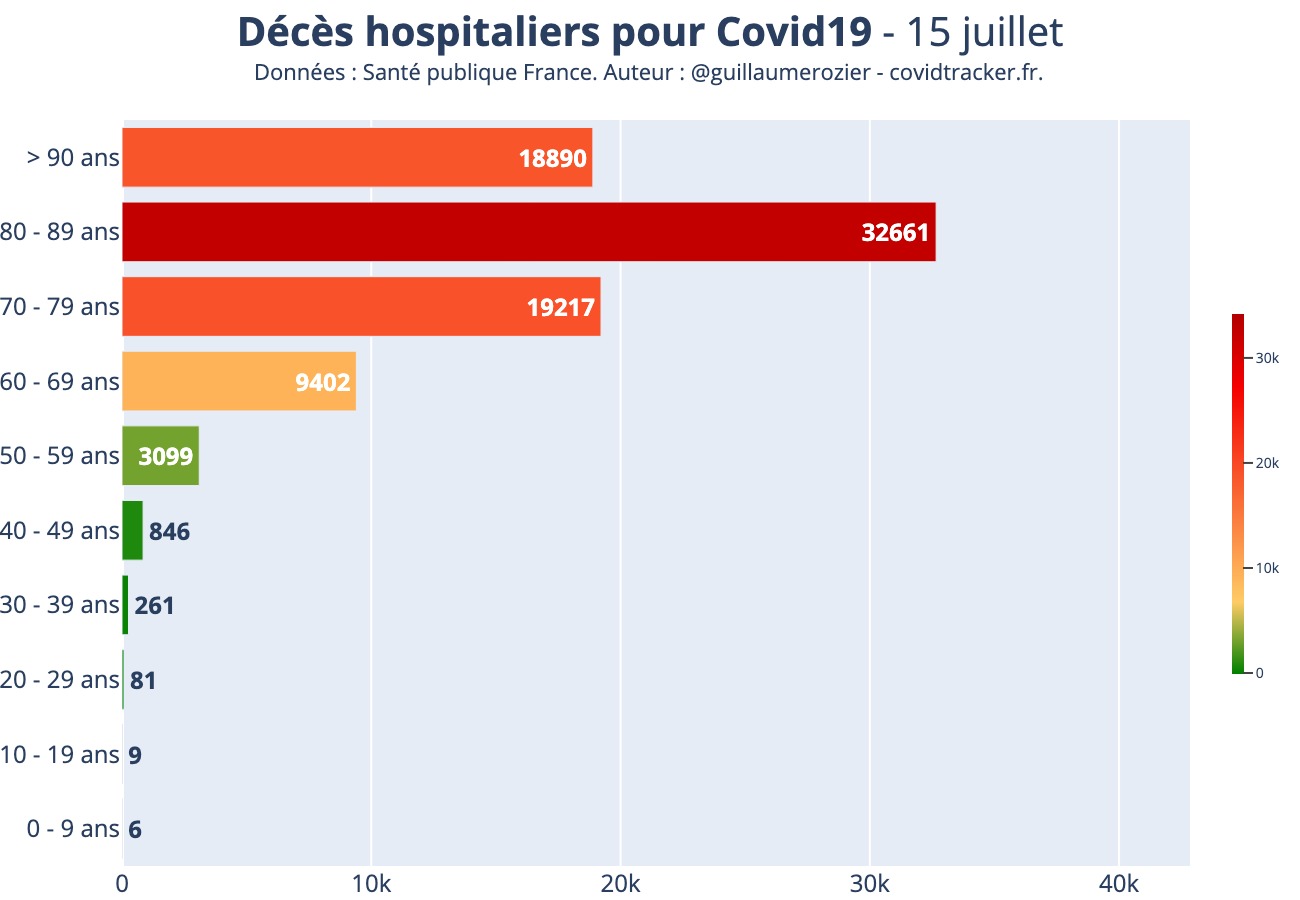 Décès hospitaliers pour Covid19 - 15 juillet
Données : Santé publique France. Auteur : @guillaumerozier - covidtracker.fr.
> 90 ans 18890
80 - 89 ans 32661
70 - 79 ans 19217
60 - 69 ans 9402
50 - 59 ans 3099
40 - 49 ans 846
30 - 39 ans 261
20 - 29 ans 81
10 - 19 ans 9
0 - 9 ans 6
0 10k 20k 30k 40k
30k
20k
10k
0